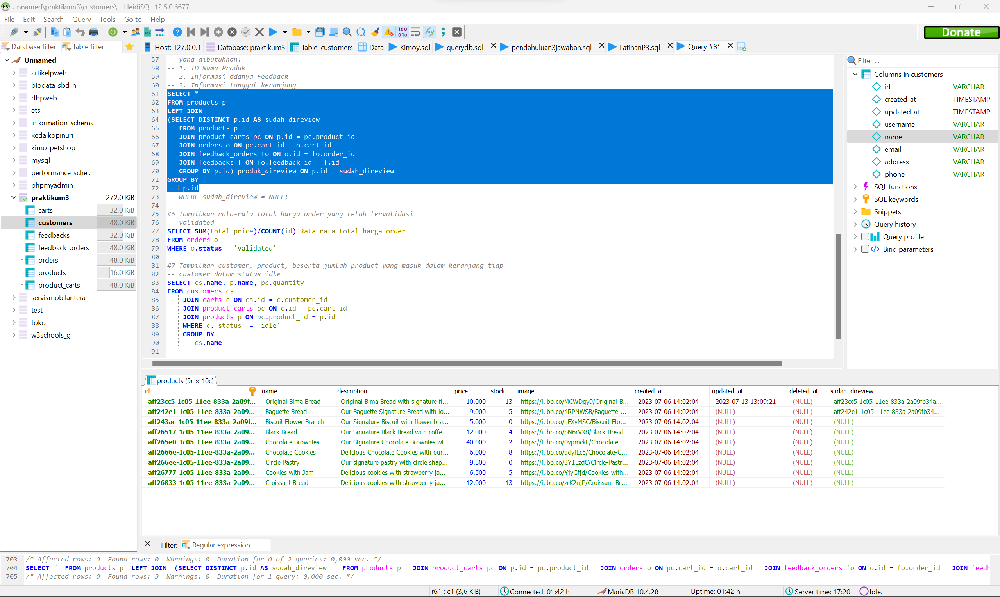 Unnamed\praktikum3\customers\ - HeidiSQL 12.5.0.6677
File Edit Search Query Tools Go to Help
Donate
Database filter Table filter
Host: 127.0.0.1 Database: praktikum3 Table: customers Data Kimoy.sql querydb.sql pendahuluan3jawaban.sql LatihanP3.sql Query #8*
Unnamed
artikelpweb
biodata_sbd_h
dbpweb
ets
information_schema
kedaikopinuri
kimo_petshop
mysql
performance_sche...
phpmyadmin
praktikum3 272,0 KiB
carts 32,0 KiB
customers 48,0 KiB
feedbacks 32,0 KiB
feedback_orders 48,0 KiB
orders 48,0 KiB
products 16,0 KiB
product_carts 48,0 KiB
servismobilantera
test
toko
w3schools_g
57 -- yang dibutuhkan:
58 -- 1. ID Nama Produk
59 -- 2. Informasi adanya Feedback
60 -- 3. Informasi tanggal keranjang
61 SELECT *
62 FROM products p
63 LEFT JOIN
64 (SELECT DISTINCT p.id AS sudah_direview
65 FROM products p
66 JOIN product_carts pc ON p.id = pc.product_id
67 JOIN orders o ON pc.cart_id = o.cart_id
68 JOIN feedback_orders fo ON o.id = fo.order_id
69 JOIN feedbacks f ON fo.feedback_id = f.id
70 GROUP BY p.id) produk_direview ON p.id = sudah_direview
71 GROUP BY
72 p.id
73 -- WHERE sudah_direview = NULL;
74
75 #6 Tampilkan rata-rata total harga order yang telah tervalidasi
76 -- validated
77 SELECT SUM(total_price)/COUNT(id) Rata_rata_total_harga_order
78 FROM orders o
79 WHERE o.status = 'validated'
80
81 #7 Tampilkan customer, product, beserta jumlah product yang masuk dalam keranjang tiap
82 -- customer dalam status idle
83 SELECT cs.name, p.name, pc.quantity
84 FROM customers cs
85 JOIN carts c ON cs.id = c.customer_id
86 JOIN product_carts pc ON c.id = pc.cart_id
87 JOIN products p ON pc.product_id = p.id
88 WHERE c.`status` = 'idle'
89 GROUP BY
90 cs.name
91
Filter ...
Columns in customers
id VARCHAR
created_at TIMESTAMP
updated_at TIMESTAMP
username VARCHAR
name VARCHAR
email VARCHAR
address VARCHAR
phone VARCHAR
SQL functions
SQL keywords
Snippets
Query history
Query profile
Bind parameters
products (9r × 10c)
id name description price stock image created_at updated_at deleted_at sudah_direview
aff23cc5-1c05-11ee-833a-2a09f... Original Bima Bread Original Bima Bread with signature fl... 10.000 13 https://i.ibb.co/MCWDqy9/Original-B... 2023-07-06 14:02:04 2023-07-13 13:09:21 (NULL) aff23cc5-1c05-11ee-833a-2a09fb34a...
aff242e1-1c05-11ee-833a-2a09... Baguette Bread Our Baguette Signature Bread with lo... 9.000 5 https://i.ibb.co/4RPNWSB/Baguette-... 2023-07-06 14:02:04 (NULL) (NULL) aff242e1-1c05-11ee-833a-2a09fb34...
aff243ac-1c05-11ee-833a-2a09f... Biscuit Flower Branch Our Signature Biscuit with flower bra... 5.000 0 https://i.ibb.co/hFXyMSC/Biscuit-Flo... 2023-07-06 14:02:04 (NULL) (NULL) (NULL)
aff26517-1c05-11ee-833a-2a09... Black Bread Our Signature Black Bread with coffe... 12.000 4 https://i.ibb.co/bN6rVX8/Black-Bread... 2023-07-06 14:02:04 (NULL) (NULL) (NULL)
aff265e0-1c05-11ee-833a-2a09... Chocolate Brownies Our Signature Chocolate Brownies wi... 40.000 2 https://i.ibb.co/0ypmckF/Chocolate-... 2023-07-06 14:02:04 (NULL) (NULL) (NULL)
aff2666e-1c05-11ee-833a-2a09... Chocolate Cookies Delicious Chocolate Cookies with our... 6.000 8 https://i.ibb.co/qdyfLc5/Chocolate-C... 2023-07-06 14:02:04 (NULL) (NULL) (NULL)
aff266ee-1c05-11ee-833a-2a09... Circle Pastry Our signature pastry with circle shap... 9.500 0 https://i.ibb.co/3Y1LzdC/Circle-Pastr... 2023-07-06 14:02:04 (NULL) (NULL) (NULL)
aff26777-1c05-11ee-833a-2a09... Cookies with Jam Delicious cookies with strawberry ja... 6.500 5 https://i.ibb.co/YjyGfjd/Cookies-with... 2023-07-06 14:02:04 (NULL) (NULL) (NULL)
aff26833-1c05-11ee-833a-2a09... Croissant Bread Delicious cookies with strawberry ja... 12.000 13 https://i.ibb.co/zrK2njP/Croissant-Br... 2023-07-06 14:02:04 (NULL) (NULL) (NULL)
Filter: Regular expression
703 /* Affected rows: 0 Found rows: 0 Warnings: 0 Duration for 0 of 2 queries: 0,000 sec. */
704 SELECT * FROM products p LEFT JOIN (SELECT DISTINCT p.id AS sudah_direview FROM products p JOIN product_carts pc ON p.id = pc.product_id JOIN orders o ON pc.cart_id = o.cart_id JOIN feedback_orders fo ON o.id = fo.order_id JOIN feedb
705 /* Affected rows: 0 Found rows: 9 Warnings: 0 Duration for 1 query: 0,000 sec. */
r61 : c1 (3,6 KiB) Connected: 01:42 h MariaDB 10.4.28 Uptime: 01:42 h Server time: 17:20 Idle.